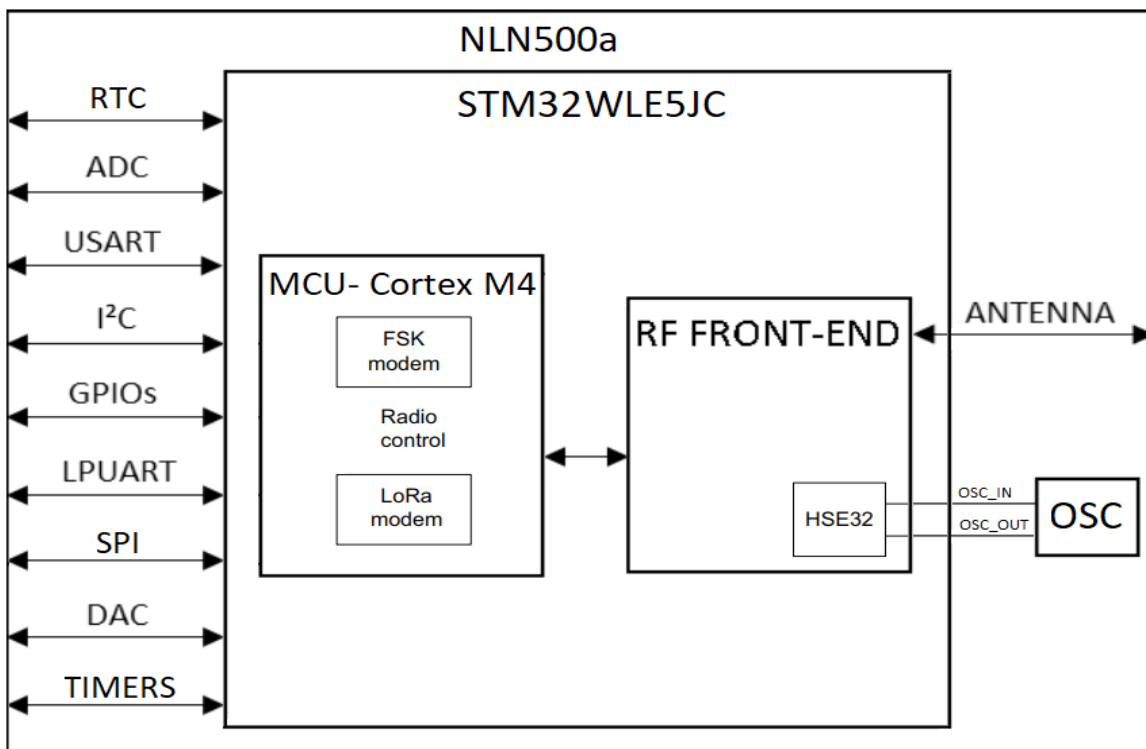 NLN500a
STM32WLE5JC
RTC
ADC
USART
I²C
GPIOs
LPUART
SPI
DAC
TIMERS
MCU- Cortex M4
FSK
modem
Radio
control
LoRa
modem
RF FRONT-END
HSE32
ANTENNA
OSC_IN
OSC_OUT
OSC